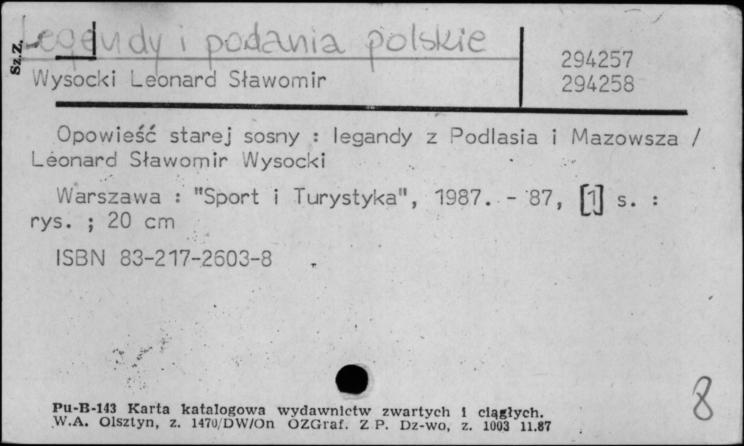 Legendy i podania polskie
Sz.Z.
294257
294258
Wysocki Leonard Sławomir
Opowieść starej sosny : legandy z Podlasia i Mazowsza /
Leonard Sławomir Wysocki
Warszawa : "Sport i Turystyka", 1987. - 87, [1] s. :
rys. ; 20 cm
ISBN 83-217-2603-8
8
Pu-B-143 Karta katalogowa wydawnictw zwartych i ciągłych.
W.A. Olsztyn, z. 1470/DW/On OZGraf. Z P. Dz-wo, z. 1003 11.87